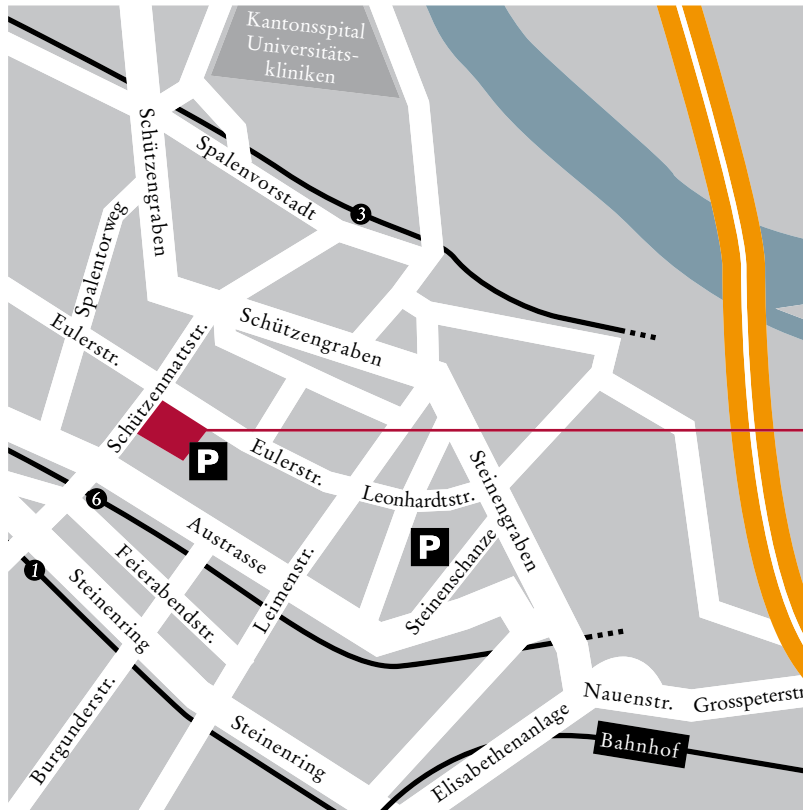 Kantonsspital
Universitäts-
kliniken
Schützengraben
Spalenvorstadt
3
Spalentorweg
Eulerstr.
Schützenmattstr.
Schützengraben
P
Eulerstr.
Leonhardtstr.
Steinengraben
6
Austrasse
P
Steinenschanze
1
Feierabendstr.
Steinenring
Leimenstr.
Burgunderstr.
Steinenring
Elisabethenanlage
Nauenstr.
Grosspeterstr
Bahnhof